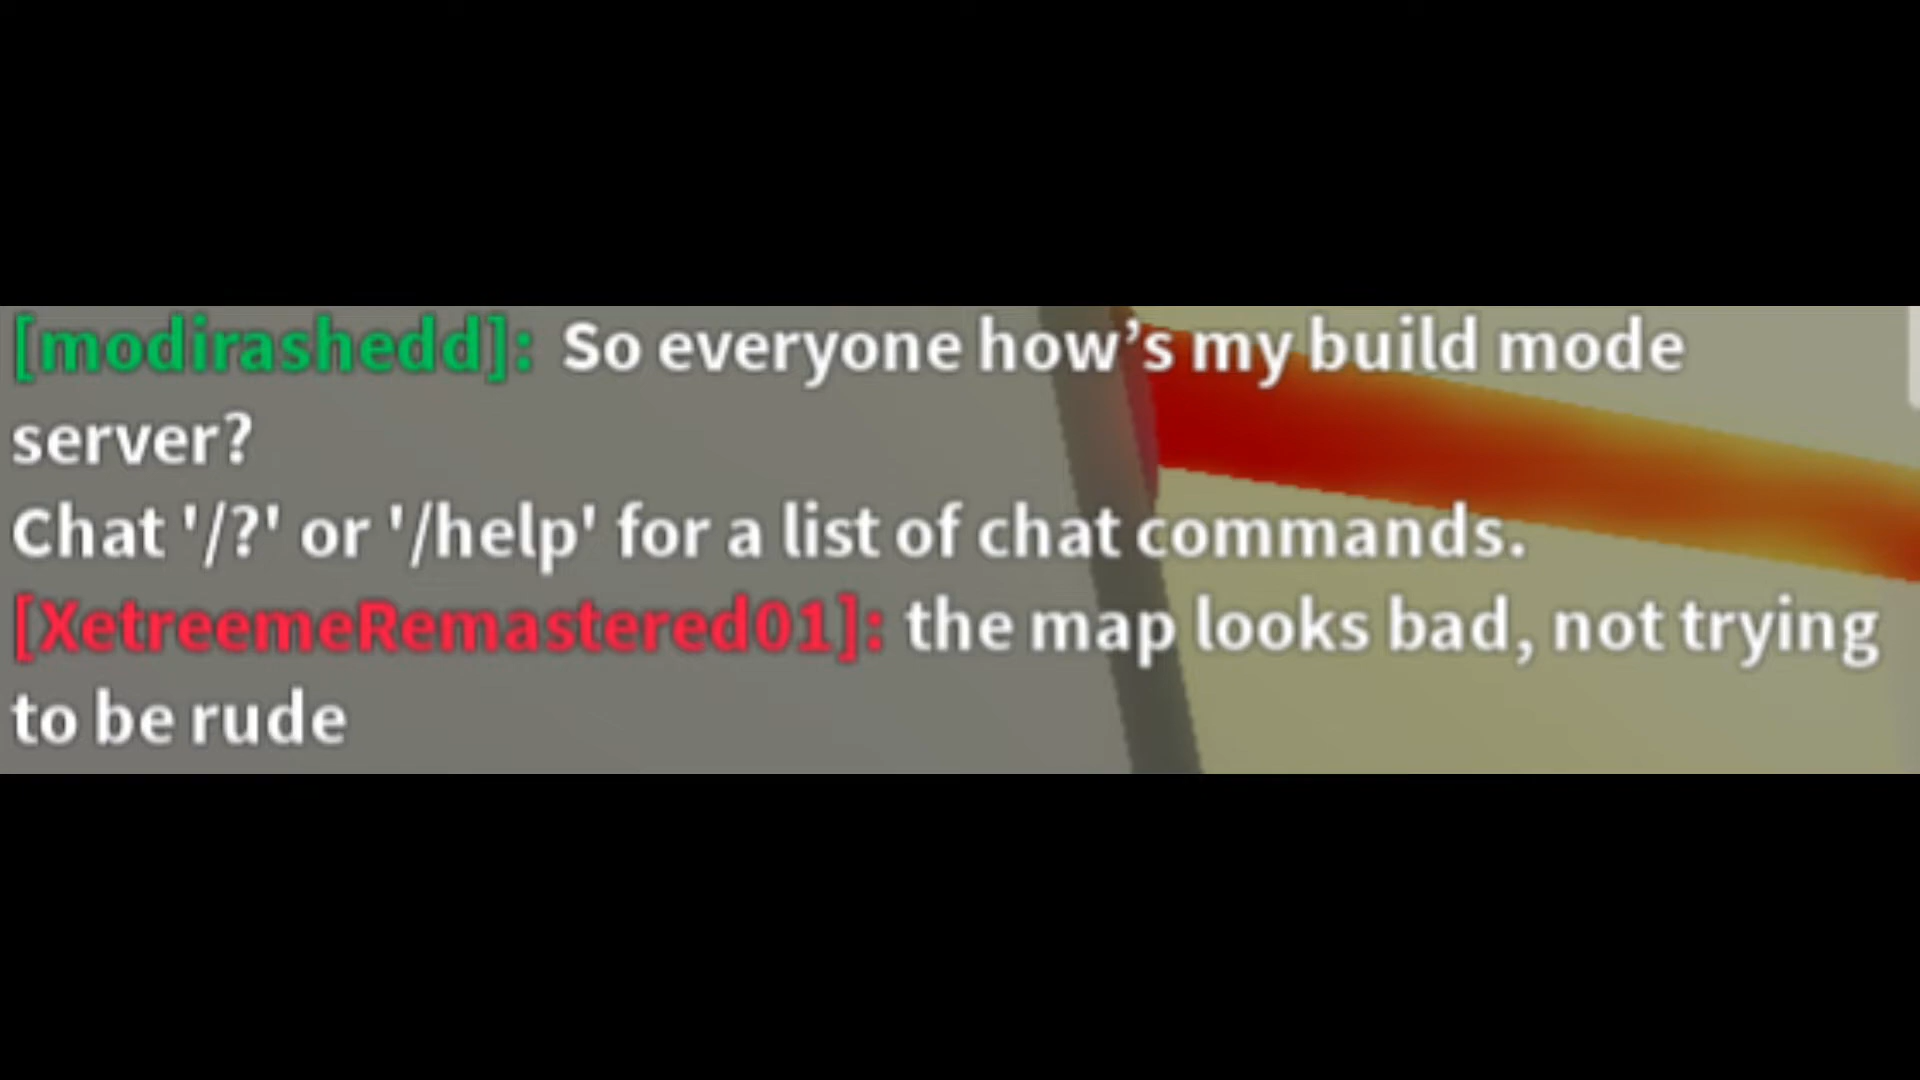 [modirashedd]: So everyone how’s my build mode
server?
Chat '/?' or '/help' for a list of chat commands.
[XetreemeRemastered01]: the map looks bad, not trying
to be rude